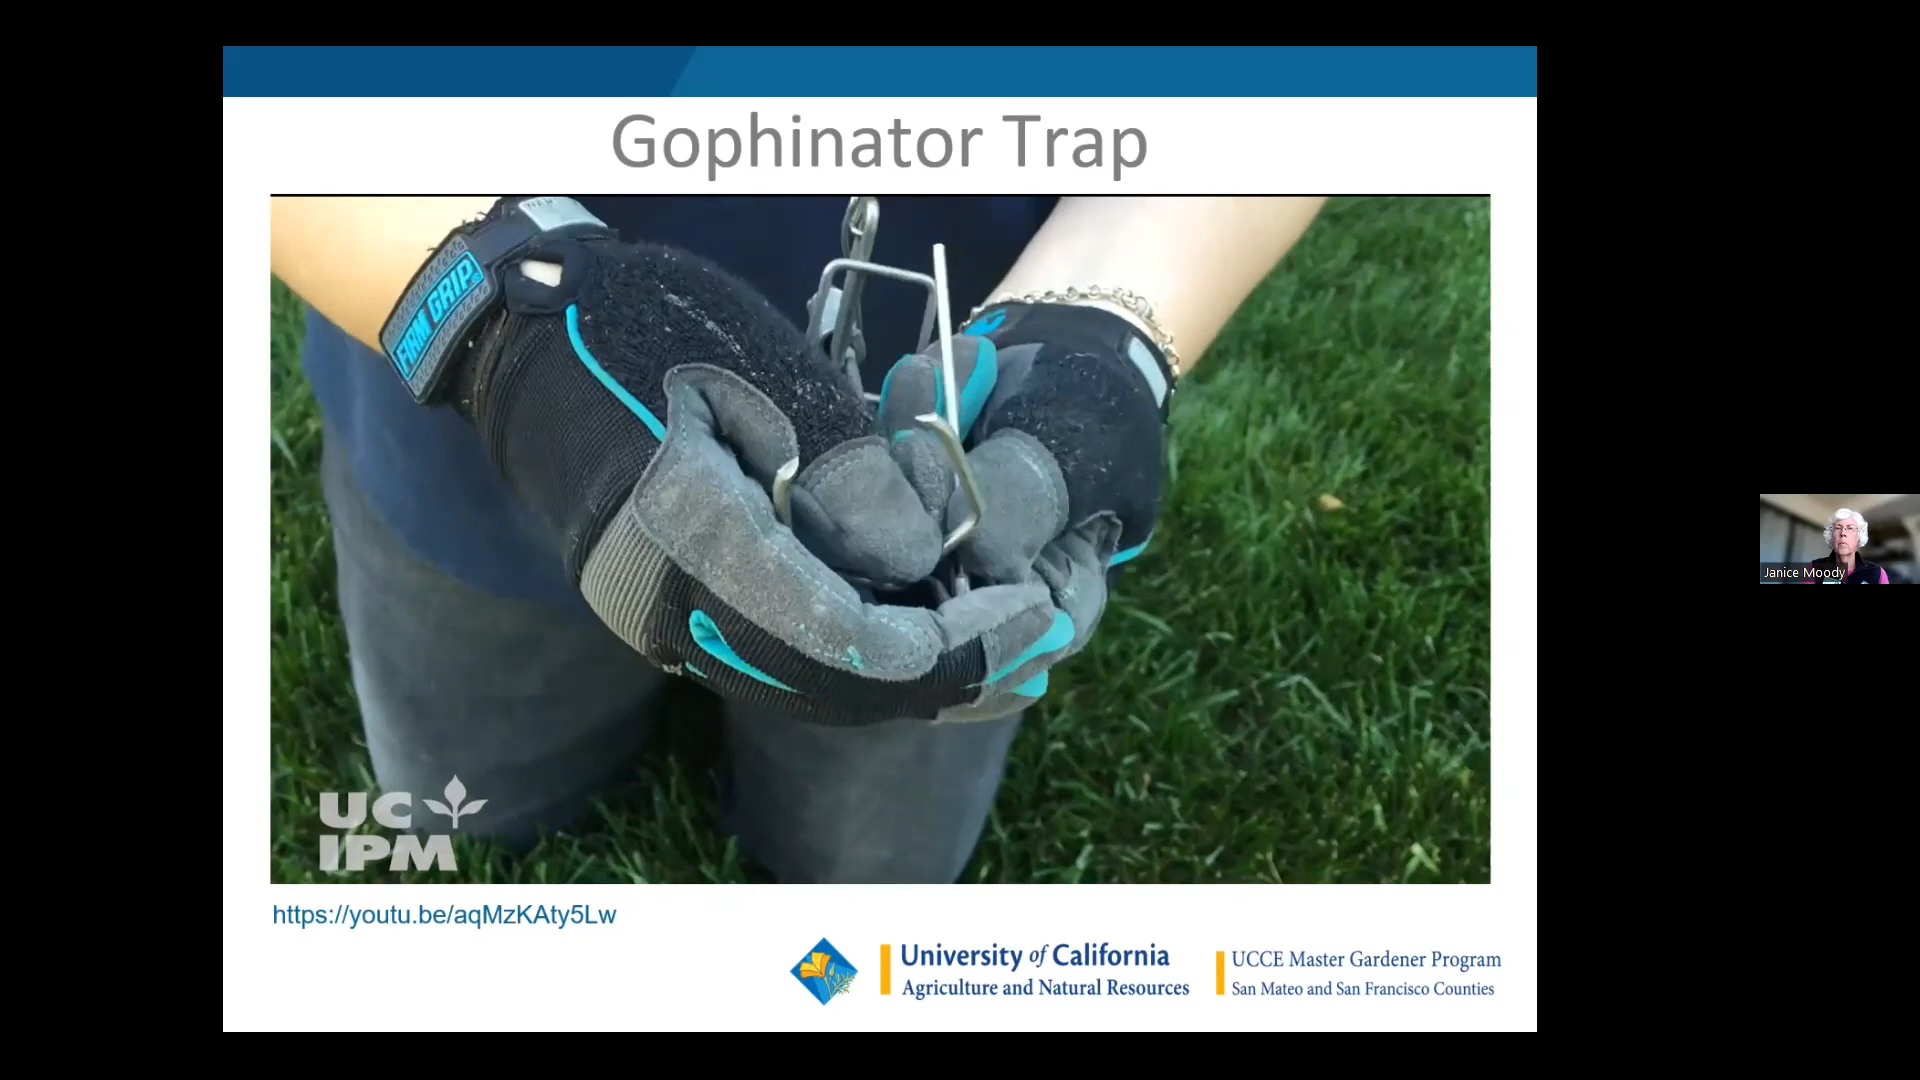 Gophinator Trap
FIRM GRIP
UC
IPM
https://youtu.be/aqMzKAty5Lw
University of California
Agriculture and Natural Resources
UCCE Master Gardener Program
San Mateo and San Francisco Counties
Janice Moody